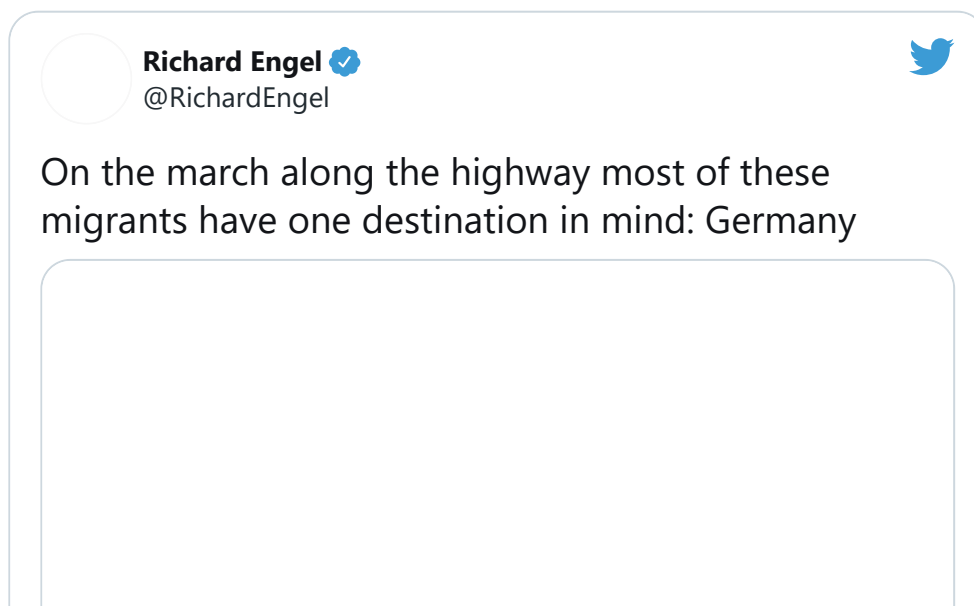 Richard Engel
@RichardEngel
On the march along the highway most of these
migrants have one destination in mind: Germany